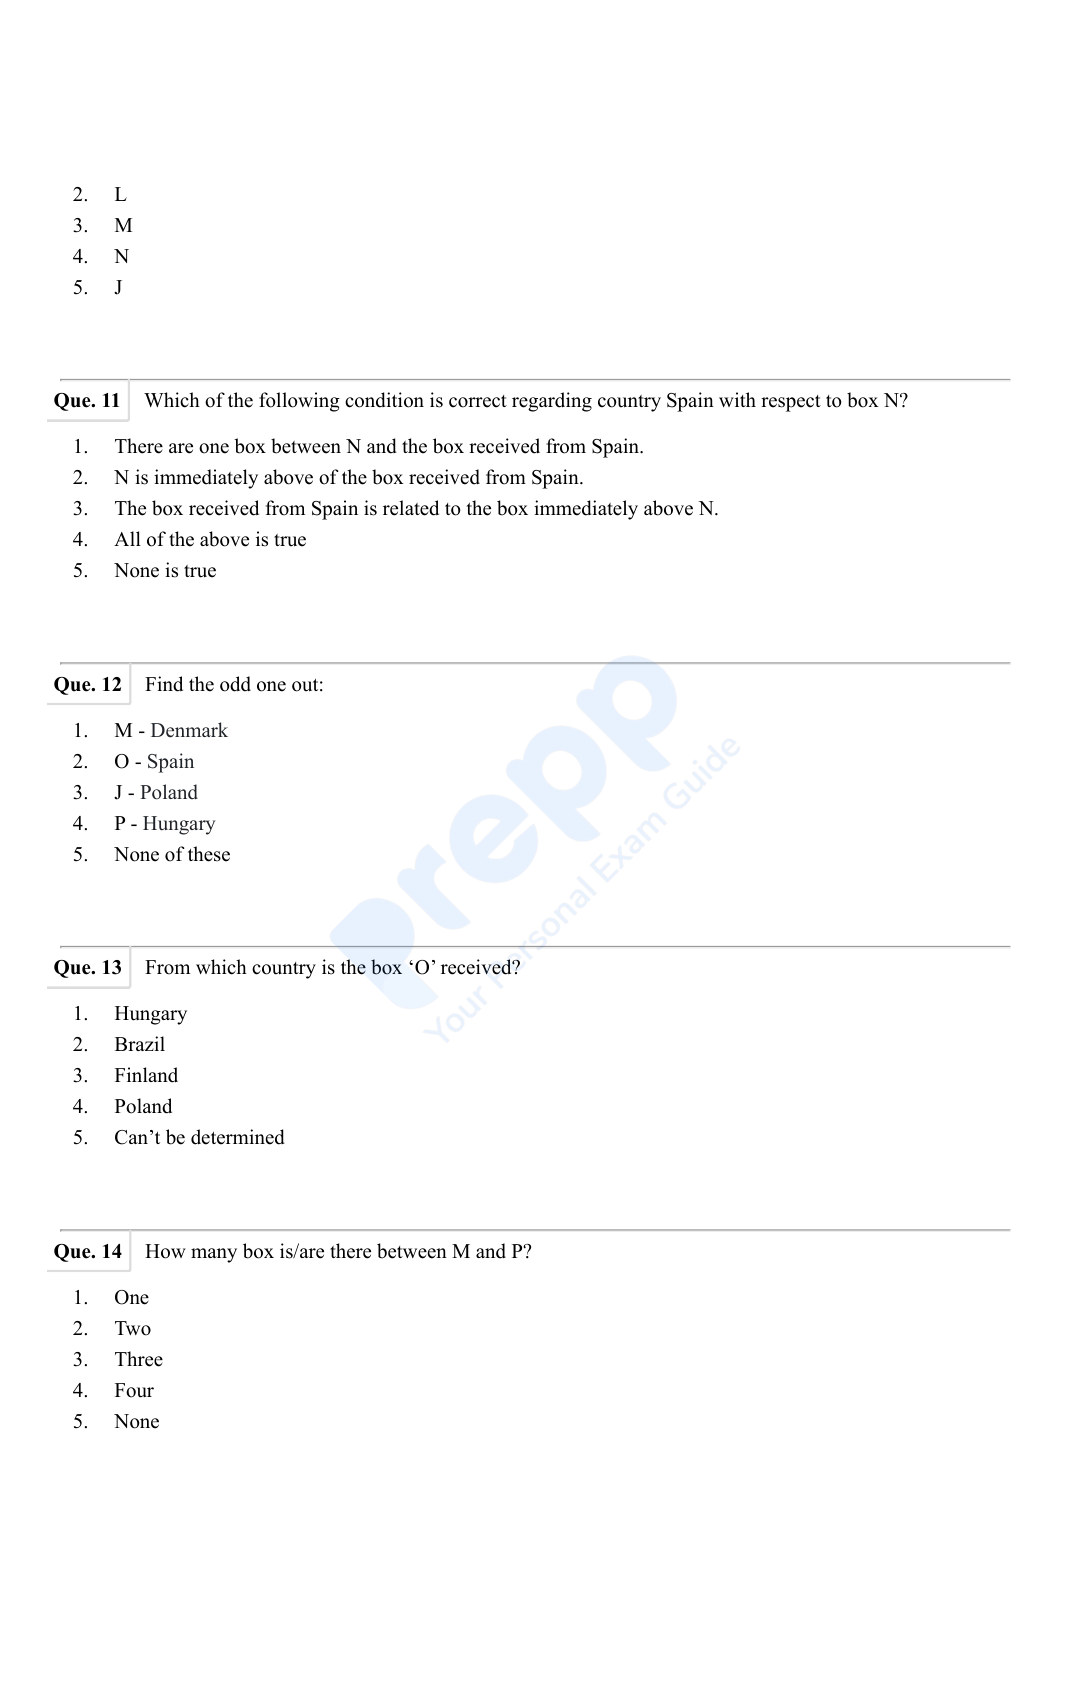 2. L
3. M
4. N
5. J
Que. 11 Which of the following condition is correct regarding country Spain with respect to box N?
1. There are one box between N and the box received from Spain.
2. N is immediately above of the box received from Spain.
3. The box received from Spain is related to the box immediately above N.
4. All of the above is true
5. None is true
Que. 12 Find the odd one out:
1. M - Denmark
2. O - Spain
3. J - Poland
4. P - Hungary
5. None of these
prepp
Your Personal Exam Guide
Que. 13 From which country is the box ‘O’ received?
1. Hungary
2. Brazil
3. Finland
4. Poland
5. Can’t be determined
Que. 14 How many box is/are there between M and P?
1. One
2. Two
3. Three
4. Four
5. None